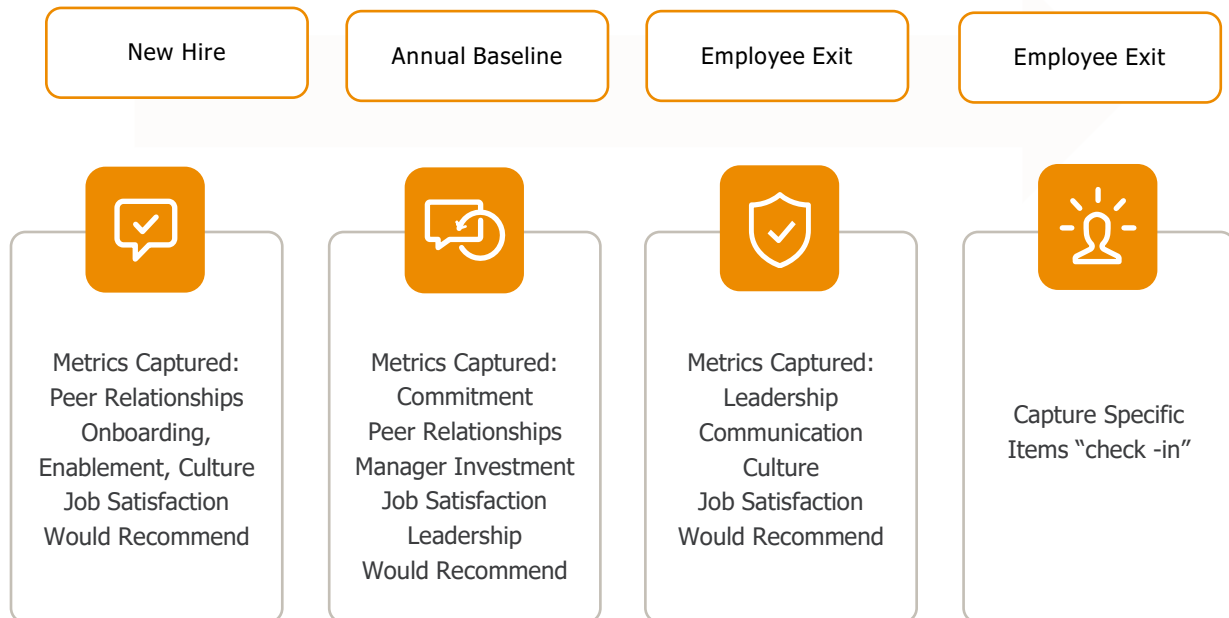 New Hire
Annual Baseline
Employee Exit
Employee Exit
Metrics Captured:
Peer Relationships
Onboarding,
Enablement, Culture
Job Satisfaction
Would Recommend
Metrics Captured:
Commitment
Peer Relationships
Manager Investment
Job Satisfaction
Leadership
Would Recommend
Metrics Captured:
Leadership
Communication
Culture
Job Satisfaction
Would Recommend
Capture Specific
Items “check -in”